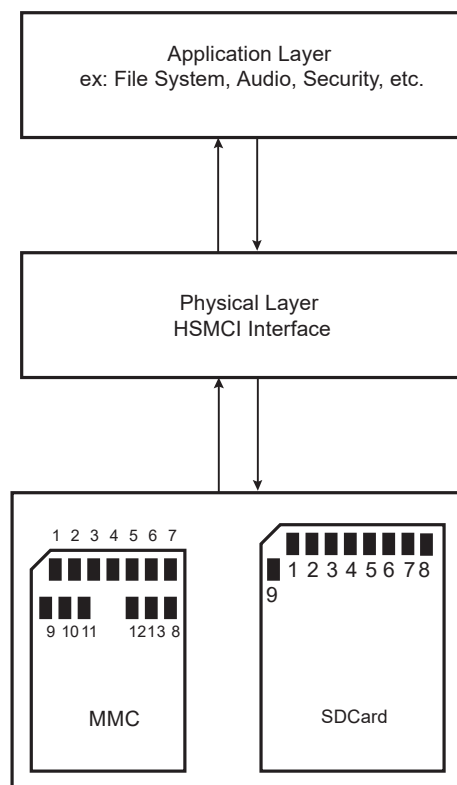 Application Layer
ex: File System, Audio, Security, etc.
Physical Layer
HSMCI Interface
1 2 3 4 5 6 7
9 10 11 12 13 8
MMC
1 2 3 4 5 6 7 8
9
SDCard